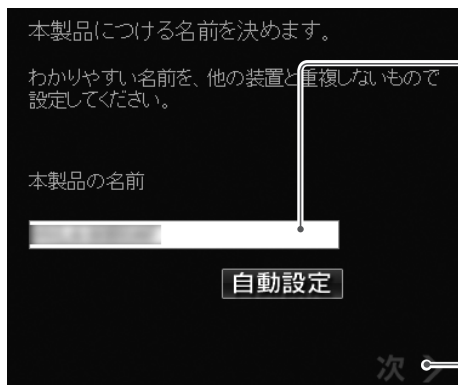 本製品につける名前を決めます。
わかりやすい名前を、他の装置と重複しないもので
設定してください。
本製品の名前
自動設定
次